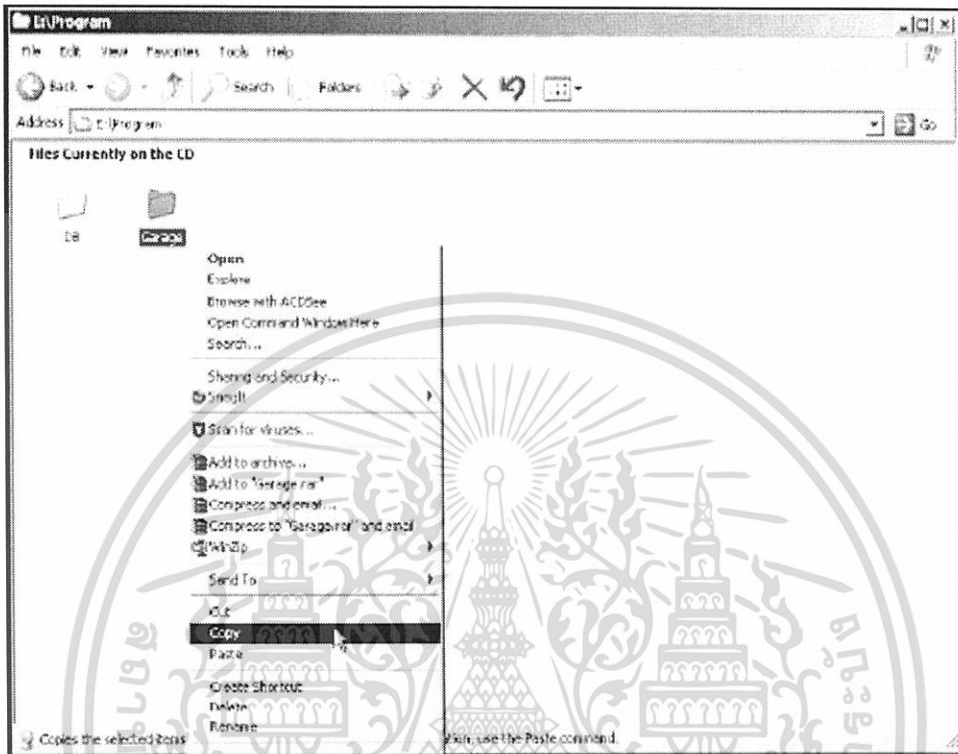 E:\Program
File Edit View Favorites Tools Help
Back Search Folders
Address E:\Program Go
Files Currently on the CD
DB Garage
Open
Explore
Browse with ACDSee
Open Command Window Here
Search...
Sharing and Security...
SnagIt
Scan for viruses...
Add to archive...
Add to "Garage.rar"
Compress and email...
Compress to "Garage.rar" and email
WinZip
Send To
Cut
Copy
Paste
Create Shortcut
Delete
Rename
Copies the selected items use the Paste command.